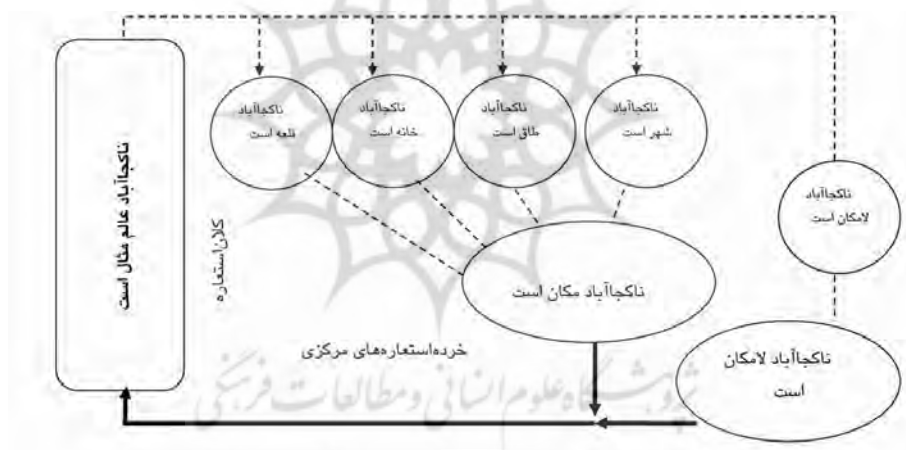 ناکجاآباد
قلعه است
ناکجاآباد
خانه است
ناکجاآباد
طاق است
ناکجاآباد
شهر است
ناکجاآباد
لامکان است
ناکجاآباد عالم مثال است
کلان‌استعاره
ناکجاآباد مکان است
خرده‌استعاره‌های مرکزی
ناکجاآباد لامکان
است
پژوهشگاه علوم انسانی و مطالعات فرهنگی